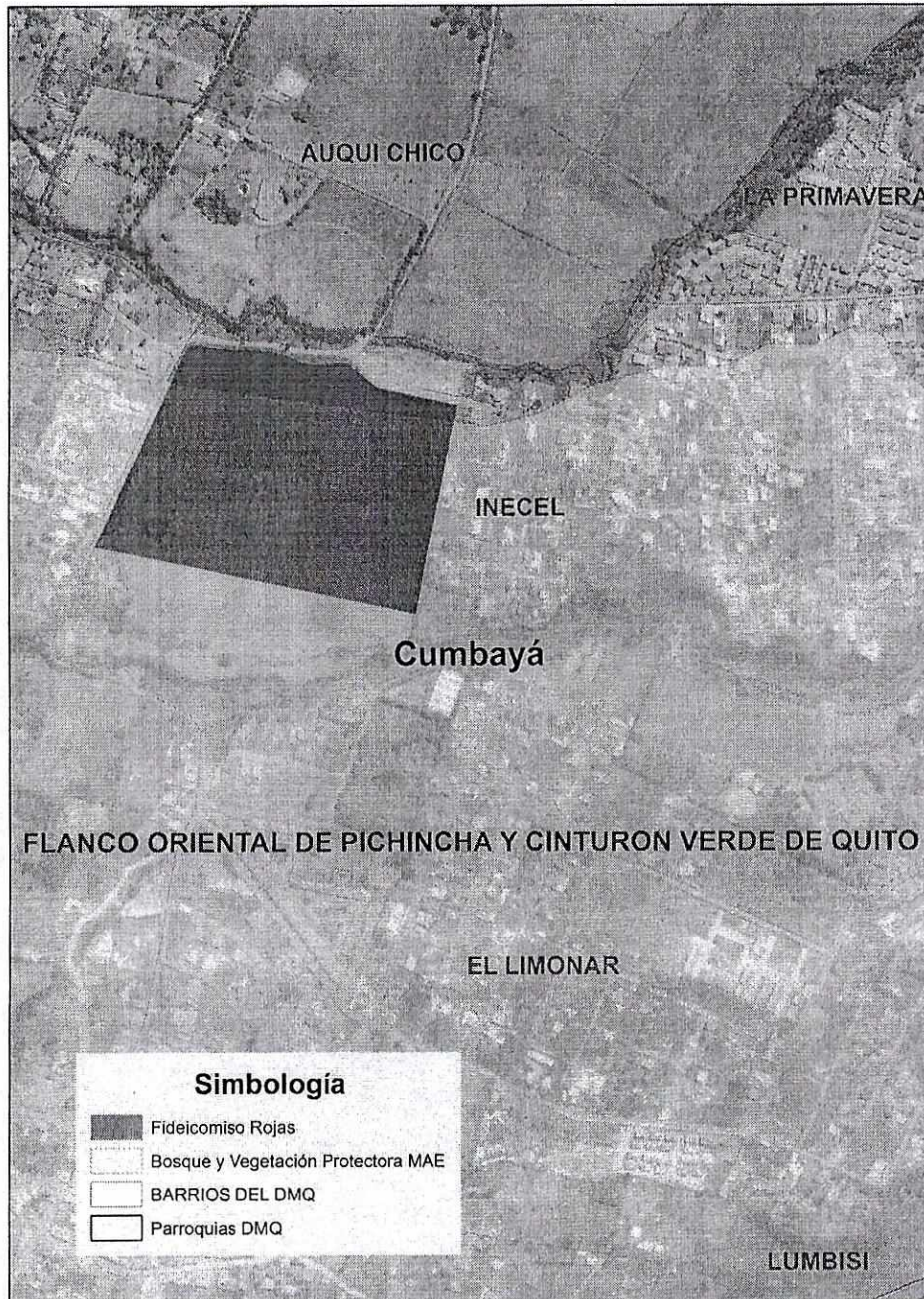 AUQUI CHICO
LA PRIMAVERA
INECEL
Cumbayá
FLANCO ORIENTAL DE PICHINCHA Y CINTURON VERDE DE QUITO
EL LIMONAR
Simbología
Fideicomiso Rojas
Bosque y Vegetación Protectora MAE
BARRIOS DEL DMQ
Parroquias DMQ
LUMBISI